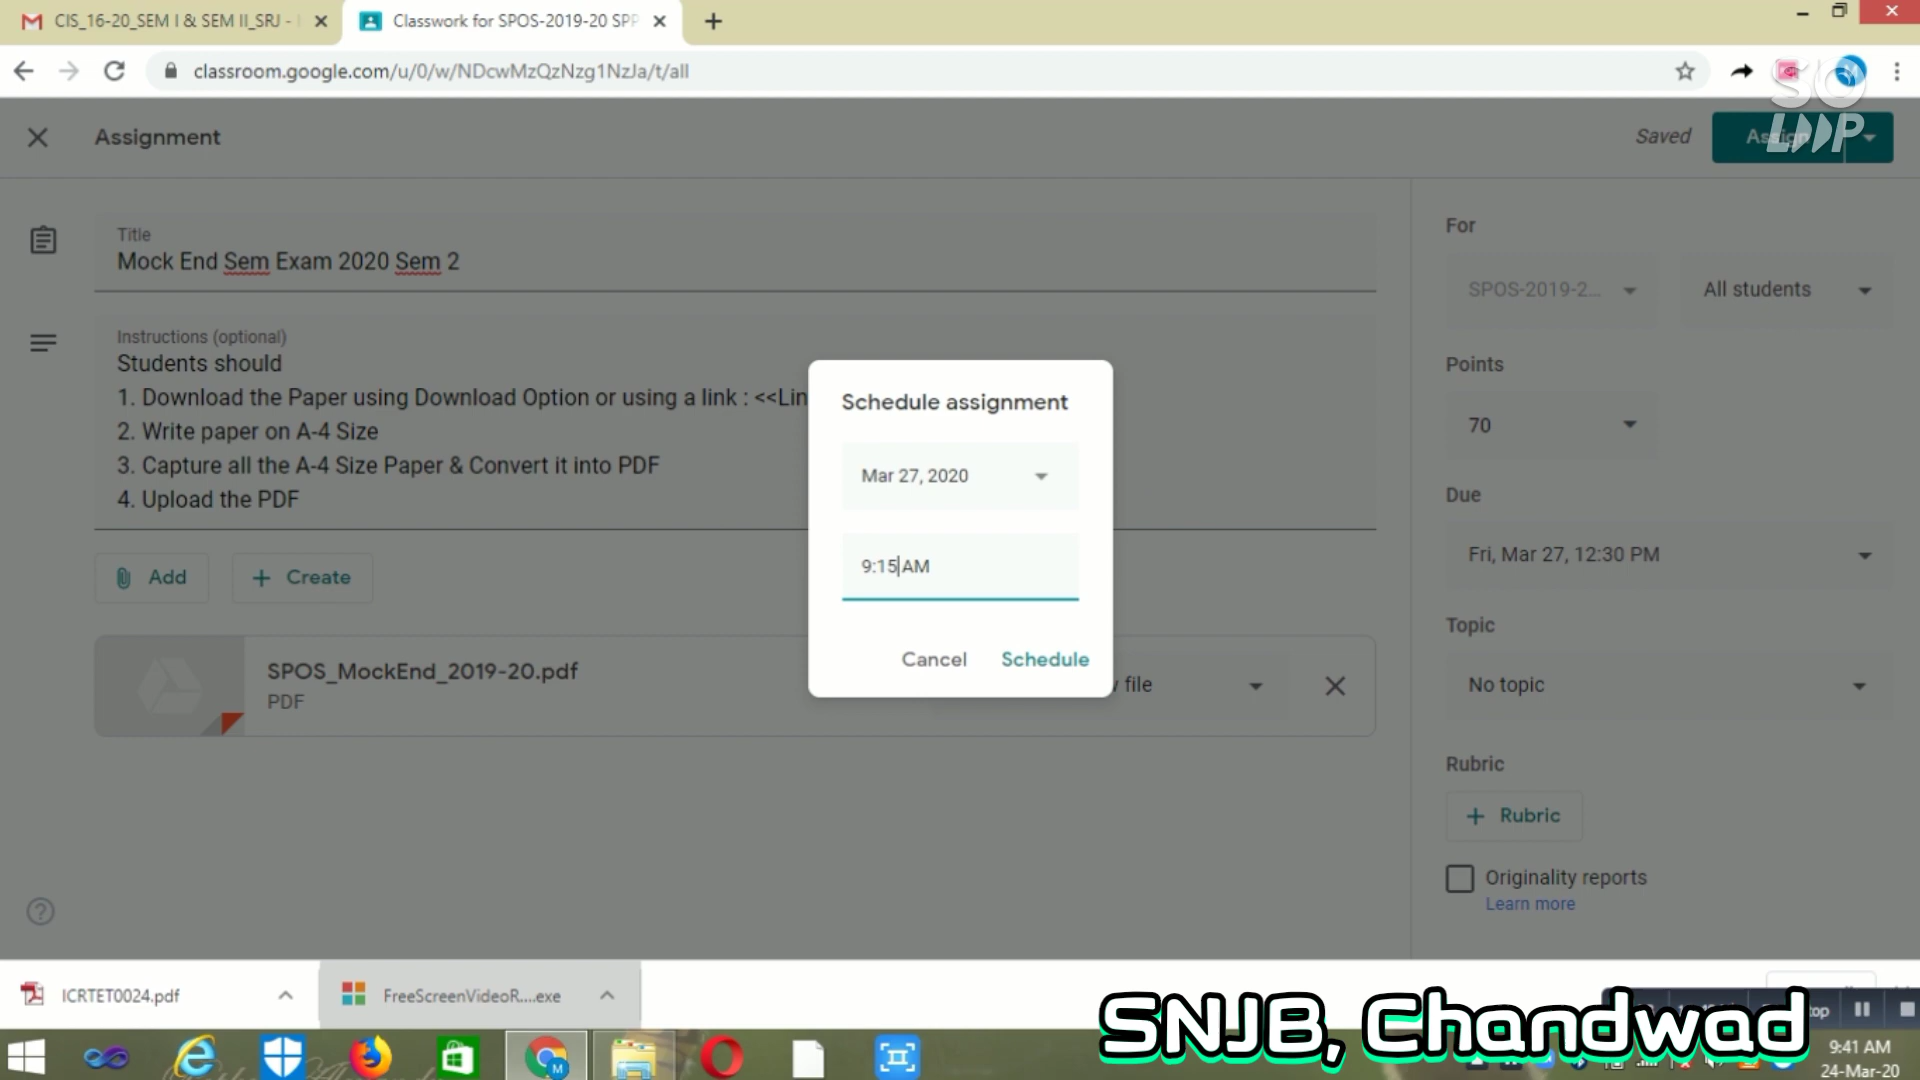 CIS_16-20_SEM I & SEM II_SRJ -
Classwork for SPOS-2019-20 SPP
classroom.google.com/u/0/w/NDcwMzQzNzg1NzJa/t/all
SO
LOOP
Assignment
Saved
Assign
Title
Mock End Sem Exam 2020 Sem 2
Instructions (optional)
Students should
1. Download the Paper using Download Option or using a link : <<Lin
2. Write paper on A-4 Size
3. Capture all the A-4 Size Paper & Convert it into PDF
4. Upload the PDF
Add
Create
SPOS_MockEnd_2019-20.pdf
PDF
file
Schedule assignment
Mar 27, 2020
9:15 AM
Cancel
Schedule
For
SPOS-2019-2...
All students
Points
70
Due
Fri, Mar 27, 12:30 PM
Topic
No topic
Rubric
Rubric
Originality reports
Learn more
ICRTET0024.pdf
FreeScreenVideoR....exe
SNJB, Chandwad
9:41 AM
24-Mar-20